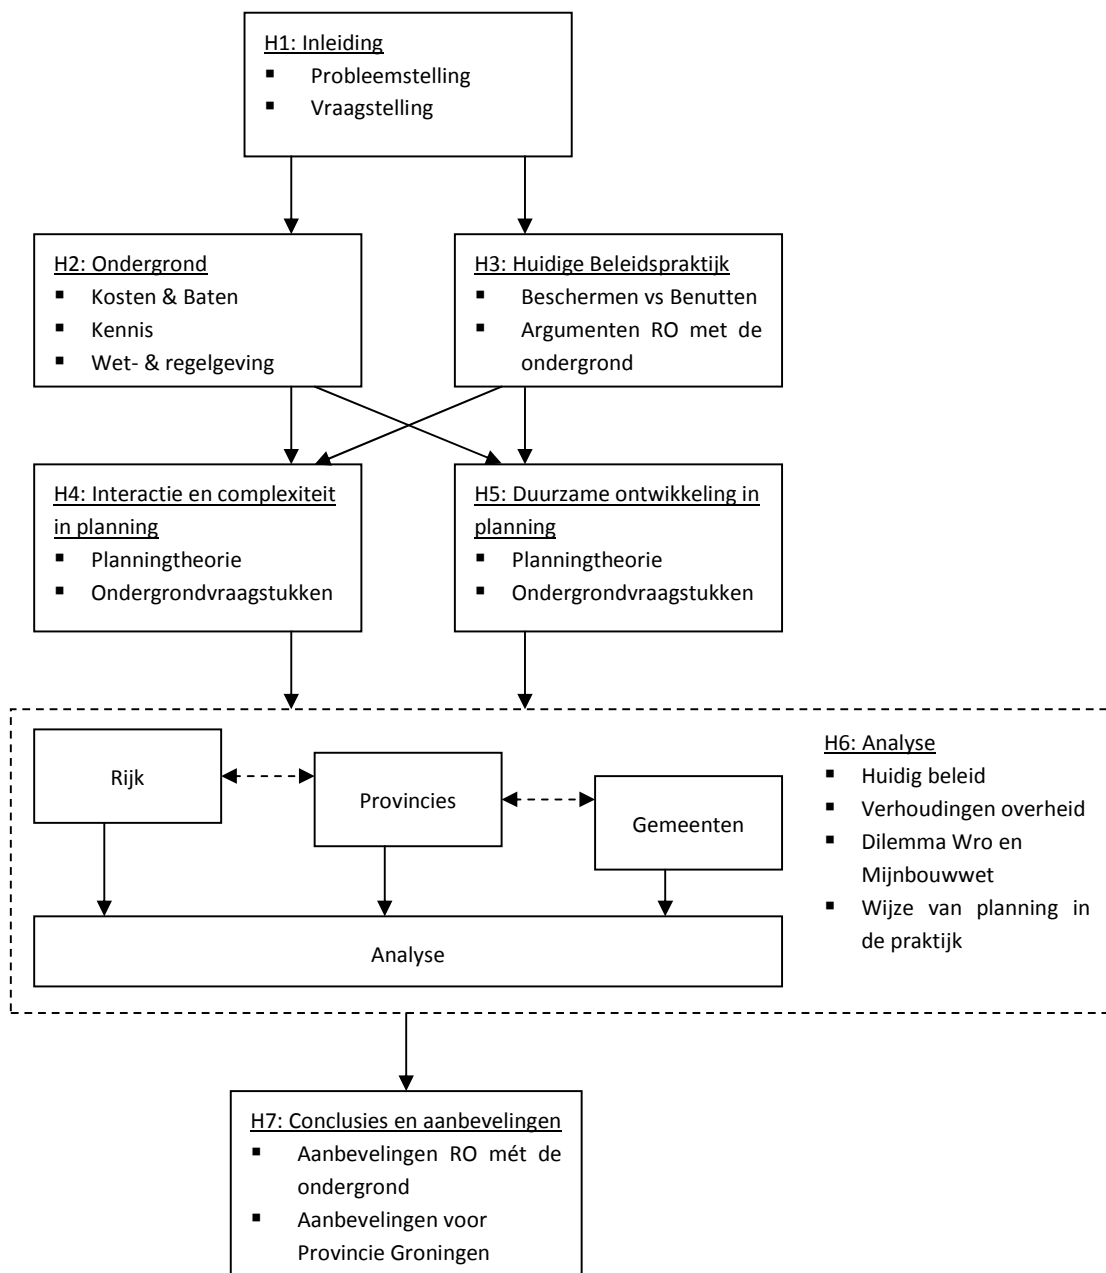 H1: Inleiding
▪ Probleemstelling
▪ Vraagstelling
H2: Ondergrond
▪ Kosten & Baten
▪ Kennis
▪ Wet- & regelgeving
H3: Huidige Beleidspraktijk
▪ Beschermen vs Benutten
▪ Argumenten RO met de
ondergrond
H4: Interactie en complexiteit
in planning
▪ Planningtheorie
▪ Ondergrondvraagstukken
H5: Duurzame ontwikkeling in
planning
▪ Planningtheorie
▪ Ondergrondvraagstukken
Rijk
Provincies
Gemeenten
Analyse
H6: Analyse
▪ Huidig beleid
▪ Verhoudingen overheid
▪ Dilemma Wro en
Mijnbouwwet
▪ Wijze van planning in
de praktijk
H7: Conclusies en aanbevelingen
▪ Aanbevelingen RO mét de
ondergrond
▪ Aanbevelingen voor
Provincie Groningen